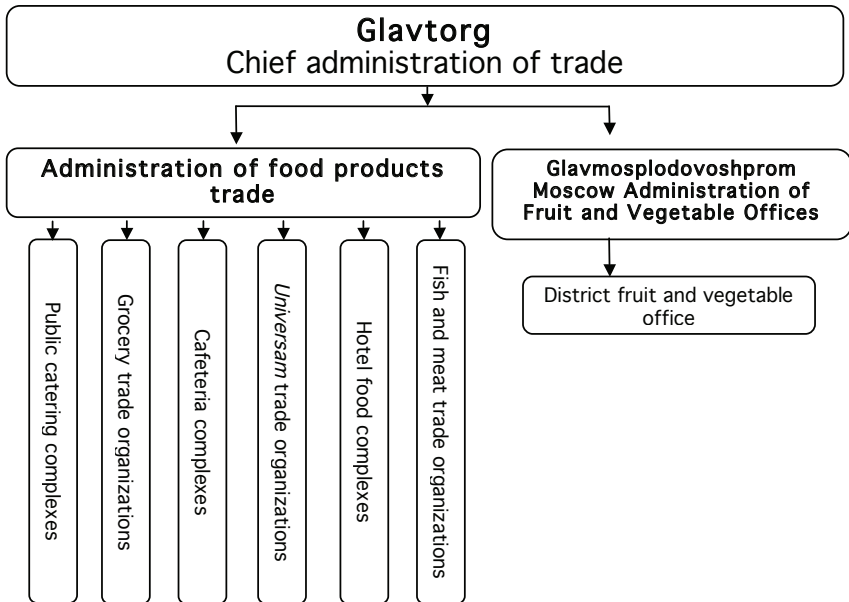 Glavtorg
Chief administration of trade
Administration of food products
trade
Glavmosplodovoshprom
Moscow Administration of
Fruit and Vegetable Offices
Public catering complexes
Grocery trade organizations
Cafeteria complexes
Universam trade organizations
Hotel food complexes
Fish and meat trade organizations
District fruit and vegetable
office